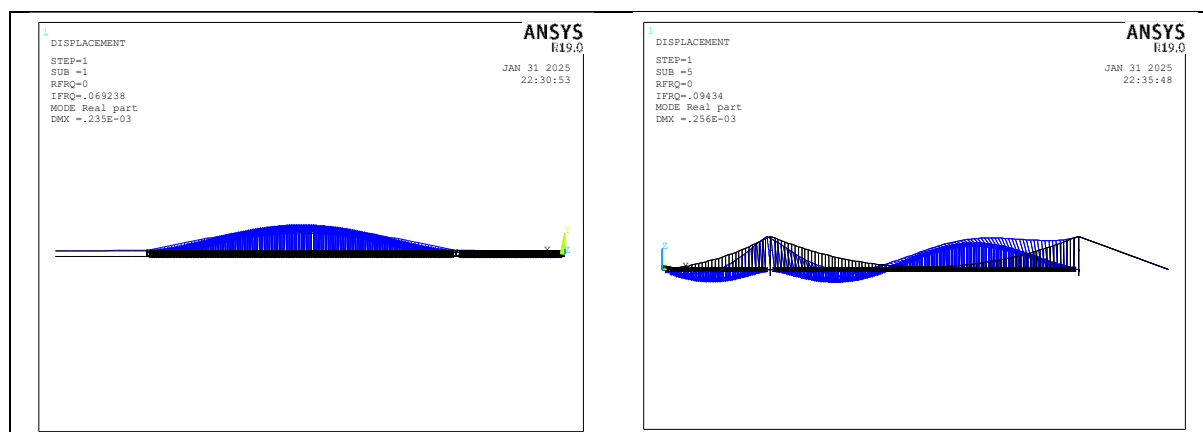 1
ANSYS
R19.0
DISPLACEMENT
STEP=1
SUB =1
RFRQ=0
IFRQ=.069238
MODE Real part
DMX =.235E-03
JAN 31 2025
22:30:53
X
Y
Z
1
ANSYS
R19.0
DISPLACEMENT
STEP=1
SUB =5
RFRQ=0
IFRQ=.09434
MODE Real part
DMX =.256E-03
JAN 31 2025
22:35:48
Z
X